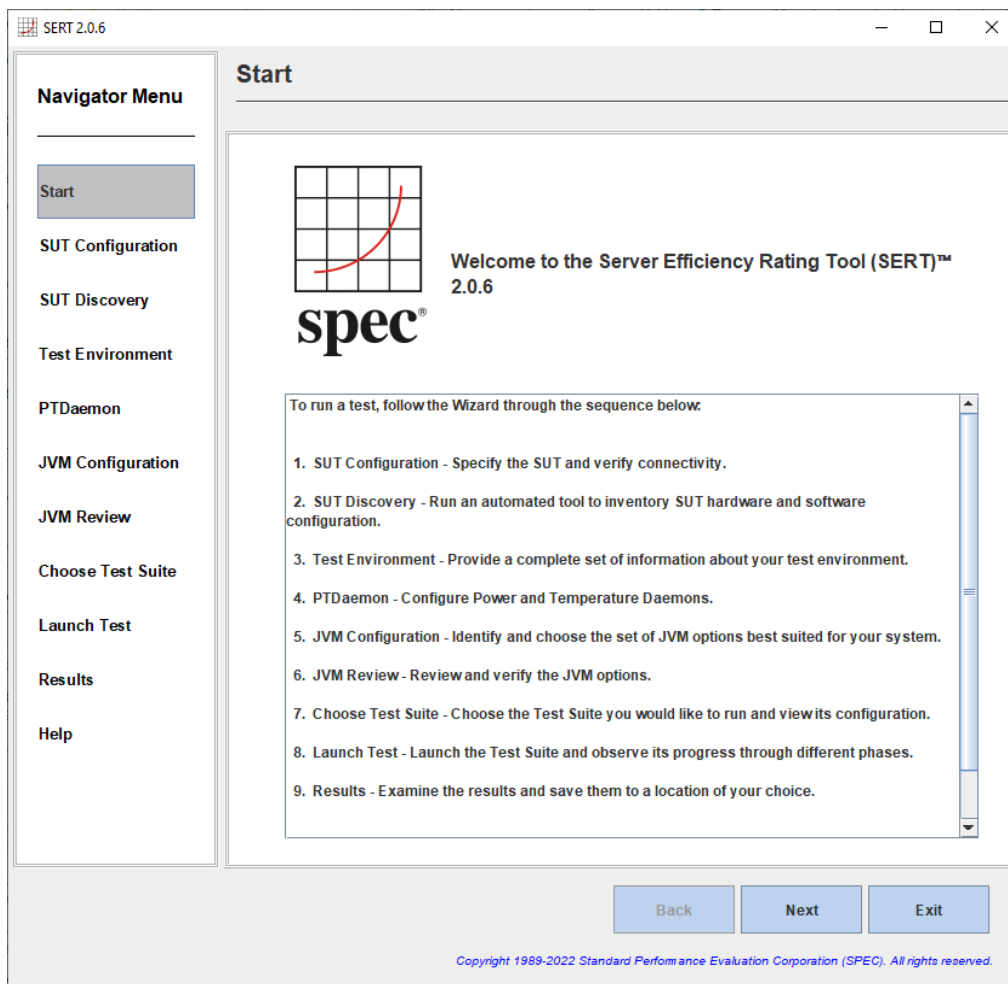 SERT 2.0.6
Navigator Menu
Start
SUT Configuration
SUT Discovery
Test Environment
PTDaemon
JVM Configuration
JVM Review
Choose Test Suite
Launch Test
Results
Help
Start
spec®
Welcome to the Server Efficiency Rating Tool (SERT)™
2.0.6
To run a test, follow the Wizard through the sequence below:
1. SUT Configuration - Specify the SUT and verify connectivity.
2. SUT Discovery - Run an automated tool to inventory SUT hardware and software
configuration.
3. Test Environment - Provide a complete set of information about your test environment.
4. PTDaemon - Configure Power and Temperature Daemons.
5. JVM Configuration - Identify and choose the set of JVM options best suited for your system.
6. JVM Review - Review and verify the JVM options.
7. Choose Test Suite - Choose the Test Suite you would like to run and view its configuration.
8. Launch Test - Launch the Test Suite and observe its progress through different phases.
9. Results - Examine the results and save them to a location of your choice.
Back
Next
Exit
Copyright 1989-2022 Standard Performance Evaluation Corporation (SPEC). All rights reserved.